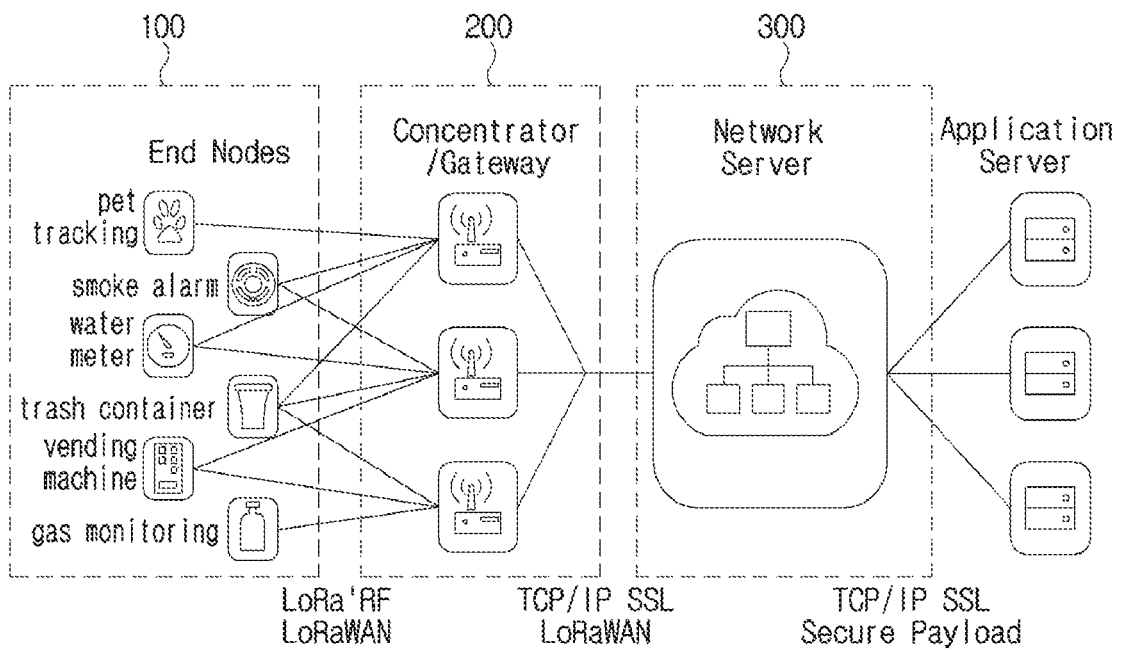 100
200
300
End Nodes
Concentrator
/Gateway
Network
Server
Application
Server
pet
tracking
smoke alarm
water
meter
trash container
vending
machine
gas monitoring
LoRa'RF
LoRaWAN
TCP/IP SSL
LoRaWAN
TCP/IP SSL
Secure Payload